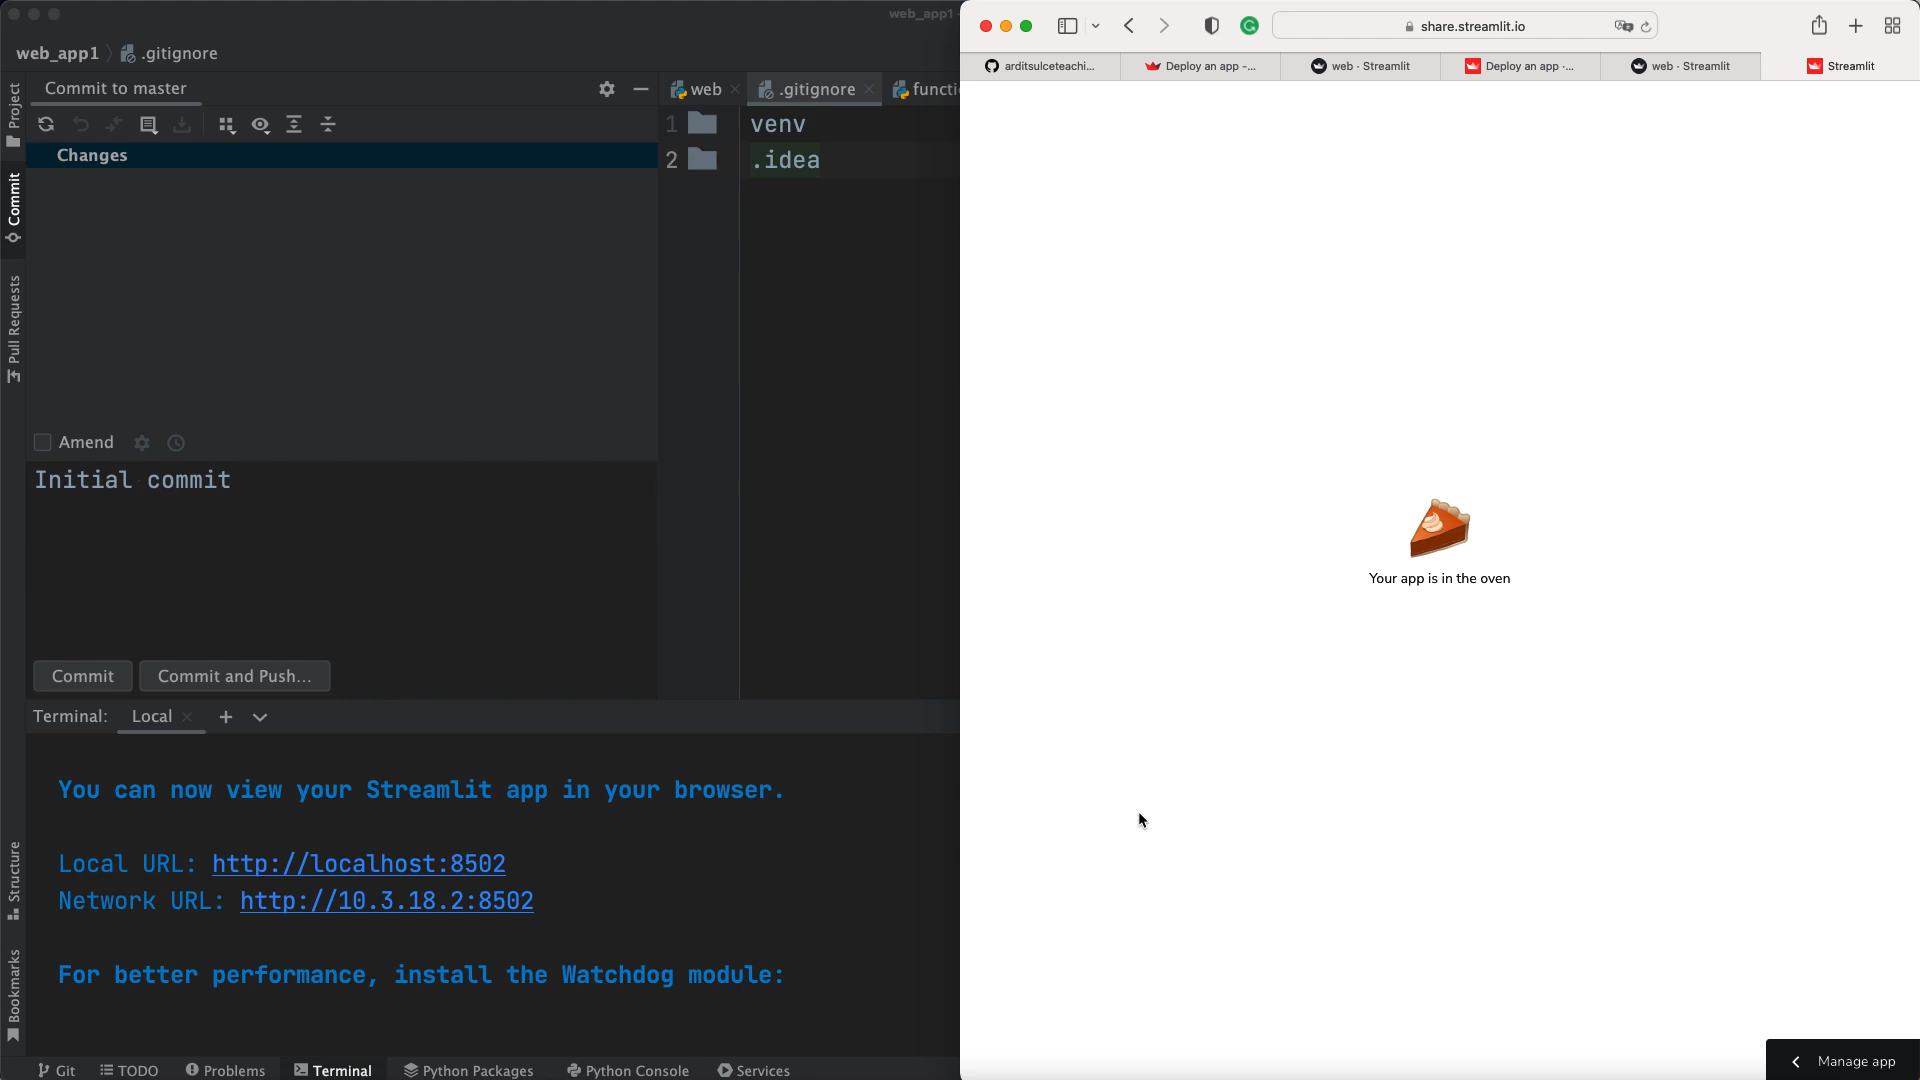 web_app1
web_app1 .gitignore
Commit to master
Project
Commit
Pull Requests
Structure
Bookmarks
Changes
web .gitignore functi
1 venv
2 .idea
Amend
Initial commit
Commit Commit and Push...
Terminal: Local
You can now view your Streamlit app in your browser.
Local URL: http://localhost:8502
Network URL: http://10.3.18.2:8502
For better performance, install the Watchdog module:
Git TODO Problems Terminal Python Packages Python Console Services
share.streamlit.io
arditsulceteachi... Deploy an app -... web · Streamlit Deploy an app ·... web · Streamlit Streamlit
Your app is in the oven
Manage app